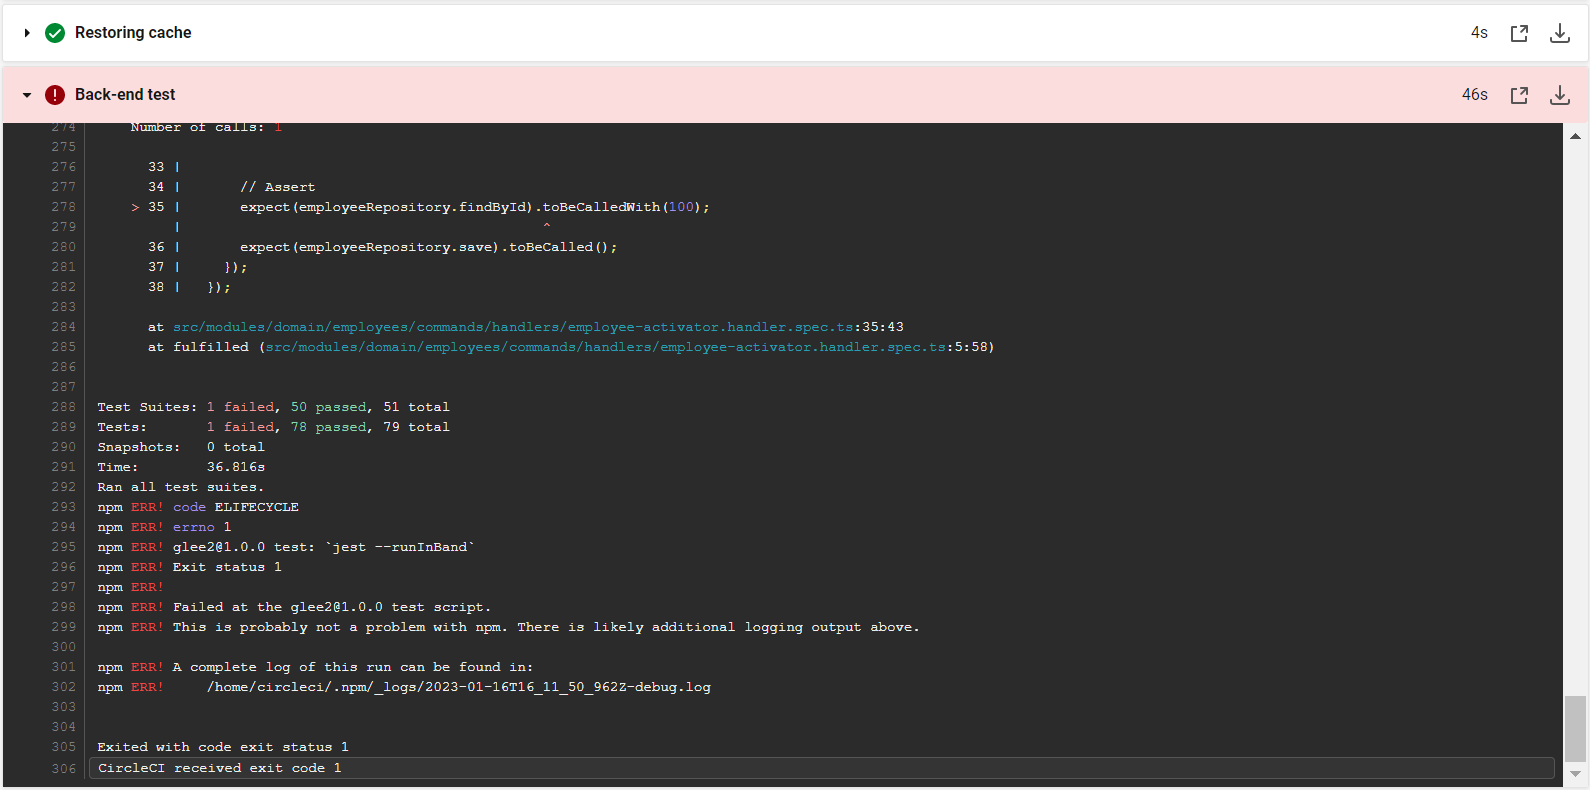 Restoring cache 4s
Back-end test 46s
274 Number of calls: 1
275
276 33 |
277 34 | // Assert
278 > 35 | expect(employeeRepository.findById).toBeCalledWith(100);
279 | ^
280 36 | expect(employeeRepository.save).toBeCalled();
281 37 | });
282 38 | });
283
284 at src/modules/domain/employees/commands/handlers/employee-activator.handler.spec.ts:35:43
285 at fulfilled (src/modules/domain/employees/commands/handlers/employee-activator.handler.spec.ts:5:58)
286
287
288 Test Suites: 1 failed, 50 passed, 51 total
289 Tests: 1 failed, 78 passed, 79 total
290 Snapshots: 0 total
291 Time: 36.816s
292 Ran all test suites.
293 npm ERR! code ELIFECYCLE
294 npm ERR! errno 1
295 npm ERR! glee2@1.0.0 test: `jest --runInBand`
296 npm ERR! Exit status 1
297 npm ERR!
298 npm ERR! Failed at the glee2@1.0.0 test script.
299 npm ERR! This is probably not a problem with npm. There is likely additional logging output above.
300
301 npm ERR! A complete log of this run can be found in:
302 npm ERR! /home/circleci/.npm/_logs/2023-01-16T16_11_50_962Z-debug.log
303
304
305 Exited with code exit status 1
306 CircleCI received exit code 1